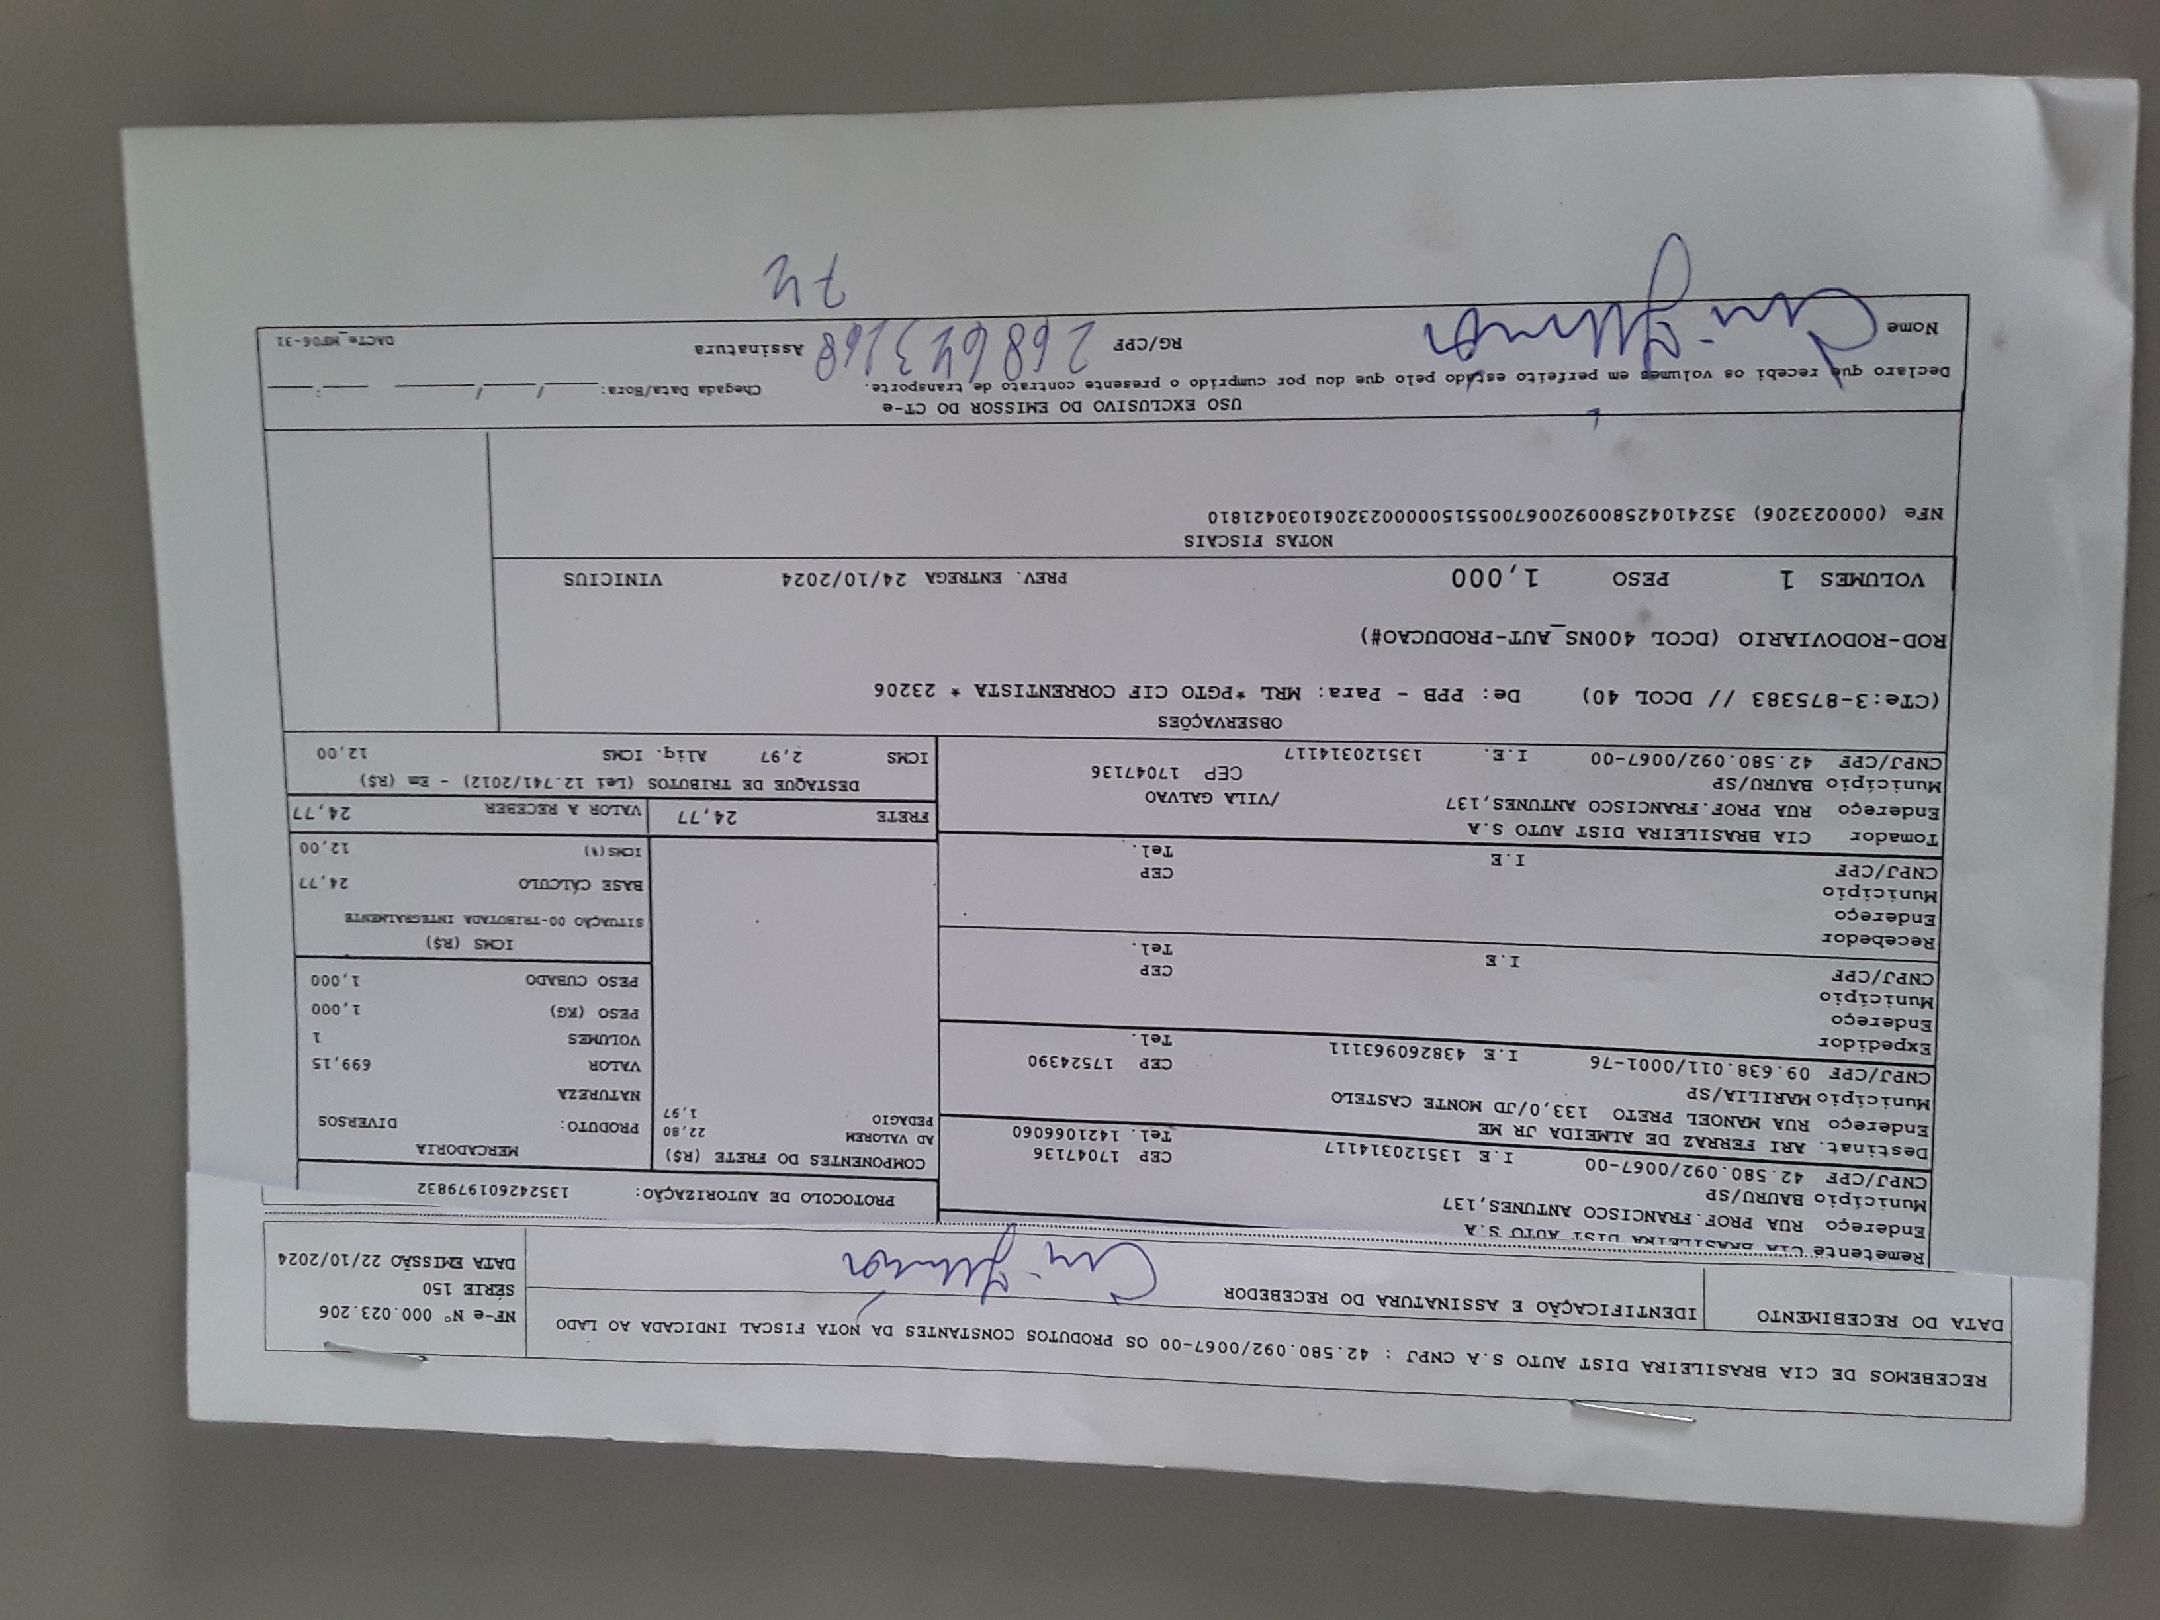 RECEBEMOS DE CIA BRASILEIRA DIST AUTO S.A CNPJ : 42.580.092/0067-00 OS PRODUTOS CONSTANTES DA NOTA FISCAL INDICADA AO LADO
DATA DO RECEBIMENTO
IDENTIFICAÇÃO E ASSINATURA DO RECEBEDOR
NF-e Nº 000.023.206
SÉRIE 150
DATA EMISSÃO 22/10/2024
Remetente CIA BRASILEIRA DIST AUTO S.A
Endereço RUA PROF.FRANCISCO ANTUNES,137
Município BAURU/SP
CEP 17047136
CNPJ/CPF 42.580.092/0067-00 I.E 135120314117
Tel. 1421066060
Destinat. ARI FERRAZ DE ALMEIDA JR ME
Endereço RUA MANOEL PRETO 133,0/JD MONTE CASTELO
Município MARILIA/SP
CEP 17524390
CNPJ/CPF 09.638.011/0001-76 I.E 438260963111
Tel.
Expedidor
Endereço
Município
CEP
CNPJ/CPF I.E
Tel.
Recebedor
Endereço
Município
CEP
CNPJ/CPF I.E
Tel.
Tomador CIA BRASILEIRA DIST AUTO S.A
Endereço RUA PROF.FRANCISCO ANTUNES,137 /VILA GALVAO
Município BAURU/SP CEP 17047136
CNPJ/CPF 42.580.092/0067-00 I.E. 135120314117
PROTOCOLO DE AUTORIZAÇÃO: 135242601979832
COMPONENTES DO FRETE (R$)
AD VALOREM 22,80
PEDAGIO 1,97
MERCADORIA
PRODUTO: DIVERSOS
NATUREZA
VALOR 699,15
VOLUMES 1
PESO (KG) 1,000
PESO CUBADO 1,000
ICMS (R$)
SITUAÇÃO 00-TRIBUTADA INTEGRALMENTE
BASE CÁLCULO 24,77
ICMS(%) 12,00
FRETE 24,77
VALOR A RECEBER 24,77
DESTAQUE DE TRIBUTOS (Lei 12.741/2012) - Em (R$)
ICMS 2,97 Aliq. ICMS 12,00
OBSERVAÇÕES
(CTe:3-875383 // DCOL 40) De: PPB - Para: MRL *PGTO CIF CORRENTISTA * 23206
ROD-RODOVIARIO (DCOL 400NS_AUT-PRODUCAO#)
VOLUMES 1 PESO 1,000 PREV. ENTREGA 24/10/2024 VINICIUS
NOTAS FISCAIS
NFe (000023206) 35241042580092006700551500000232061030421810
USO EXCLUSIVO DO EMISSOR DO CT-e
Declaro que recebi os volumes em perfeito estado pelo que dou por cumprido o presente contrato de transporte. Chegada Data/Hora: ____/____/____ ___:___
Nome RG/CPF 268643168 Assinatura DACTe_MF06-31
74